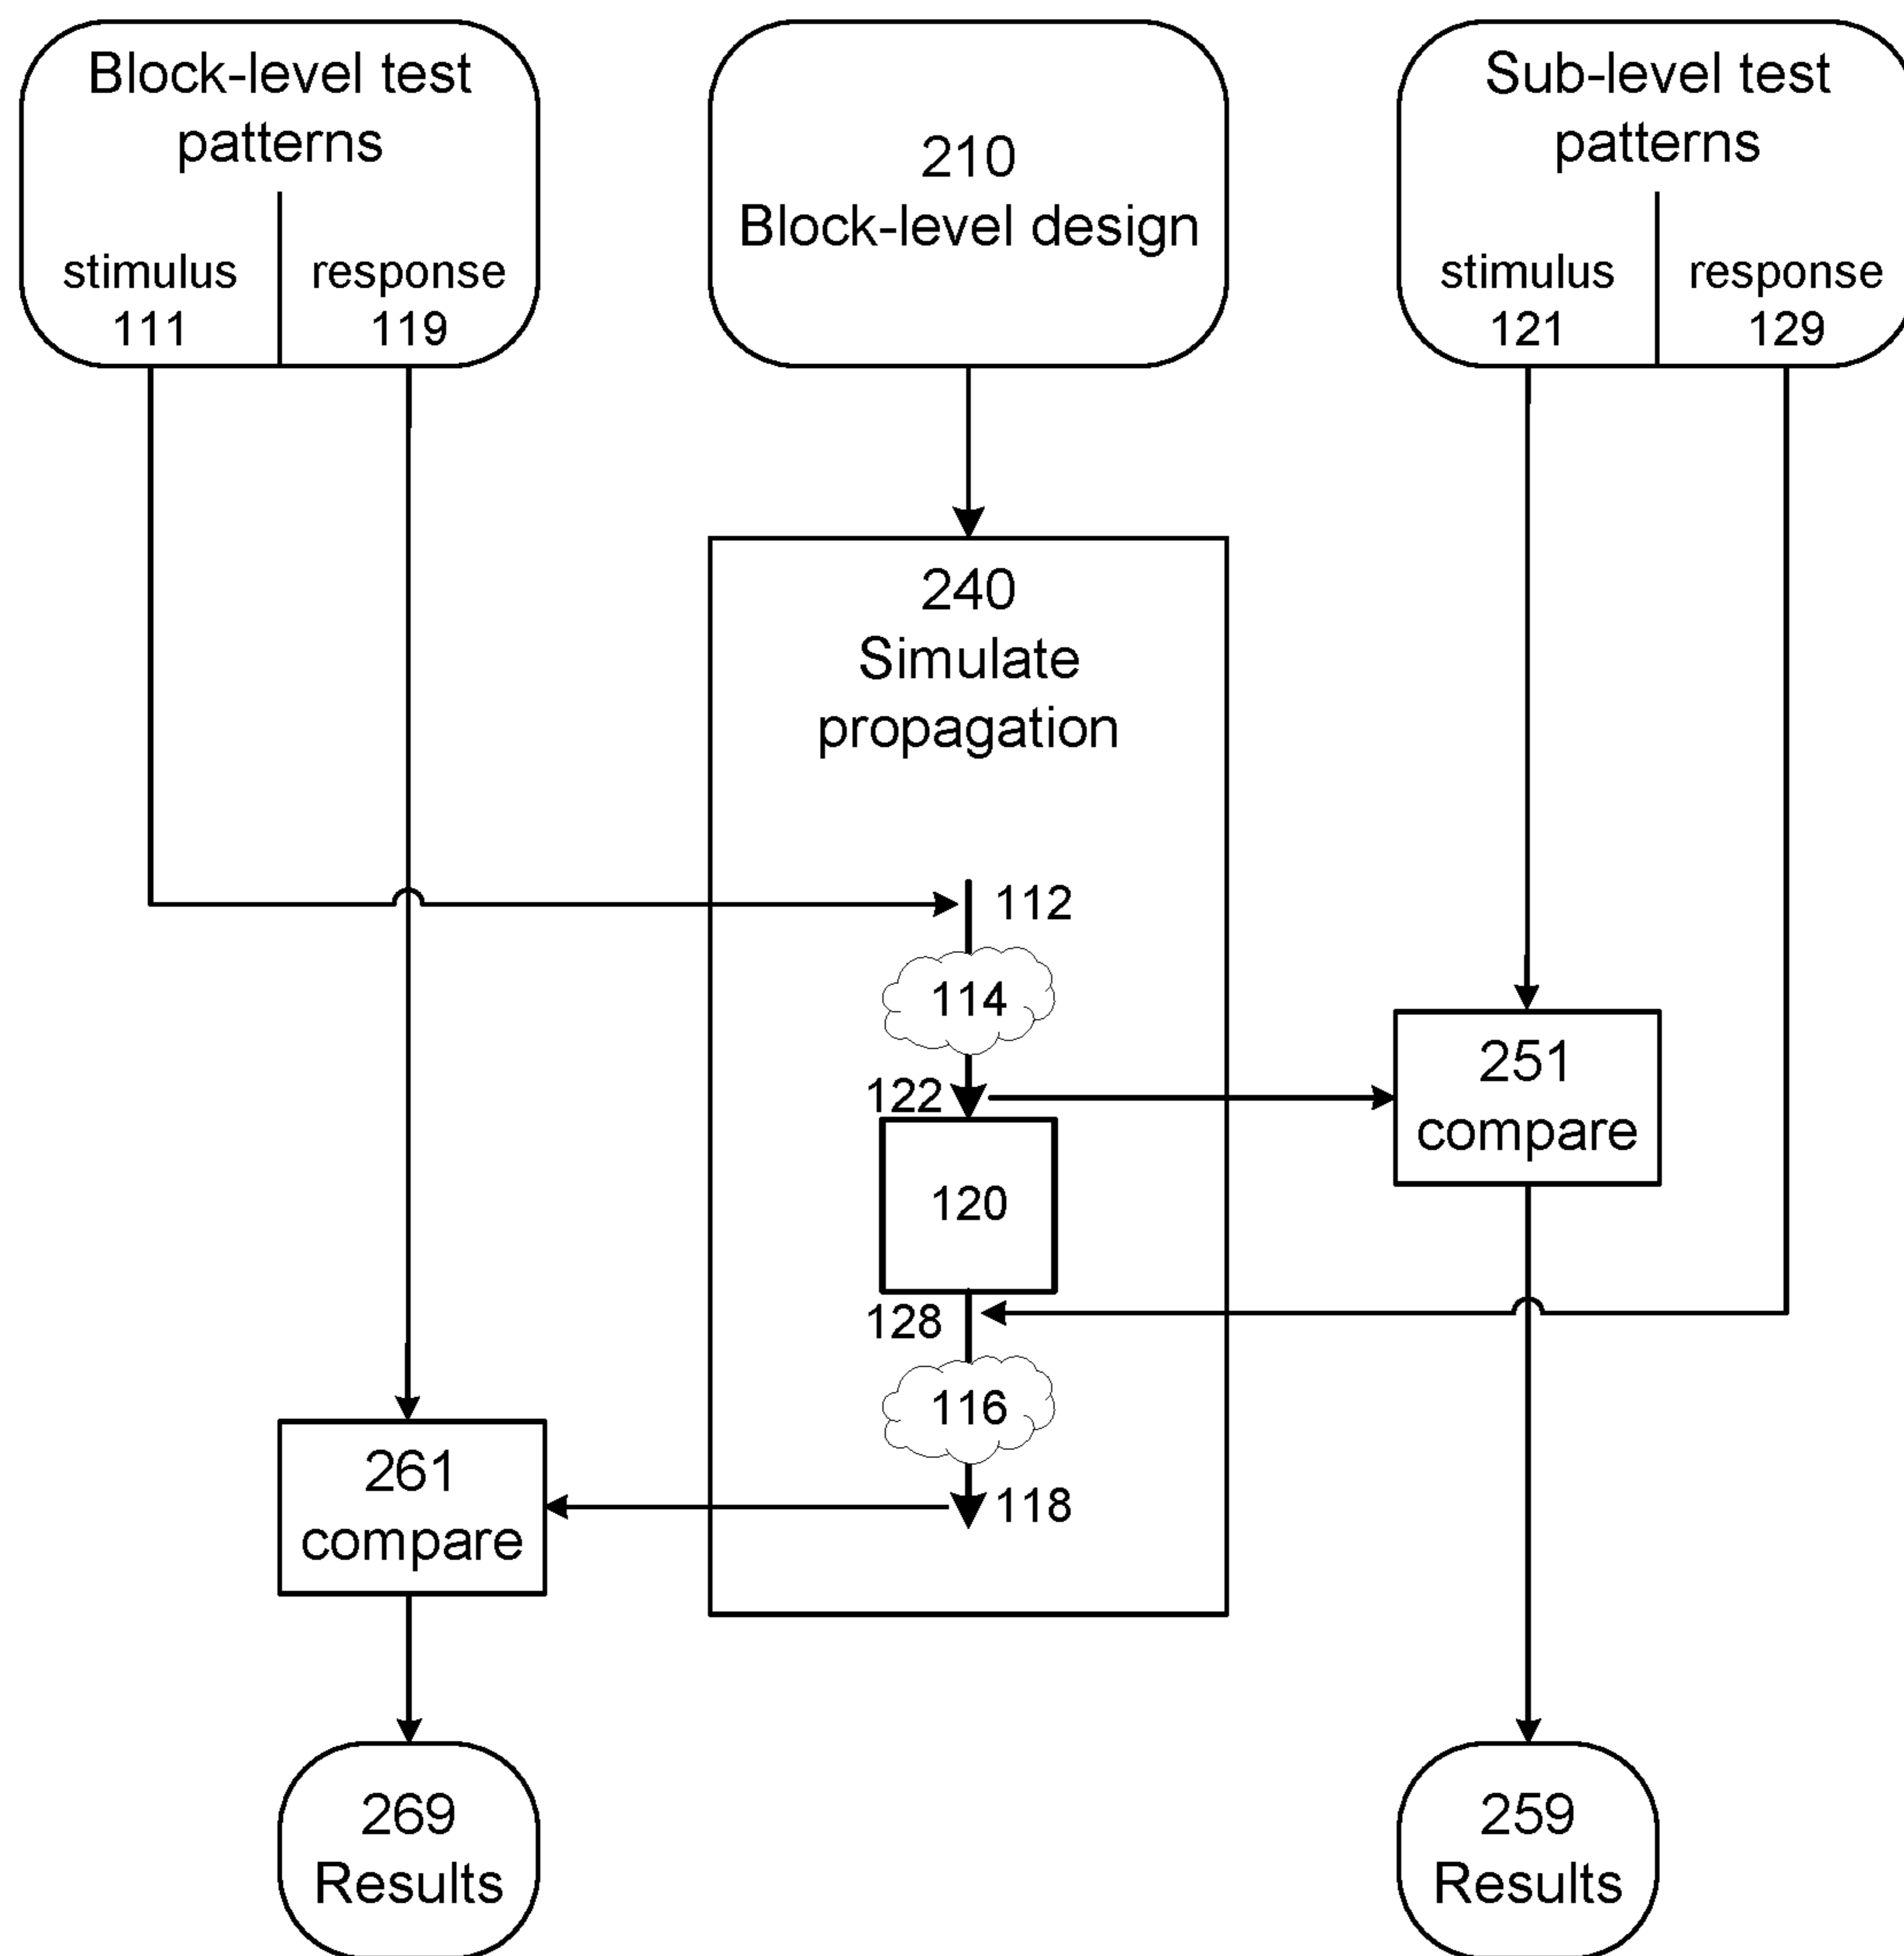 Block-level test
patterns
stimulus
111
response
119
210
Block-level design
Sub-level test
patterns
stimulus
121
response
129
240
Simulate
propagation
112
114
122
120
128
116
118
251
compare
261
compare
269
Results
259
Results